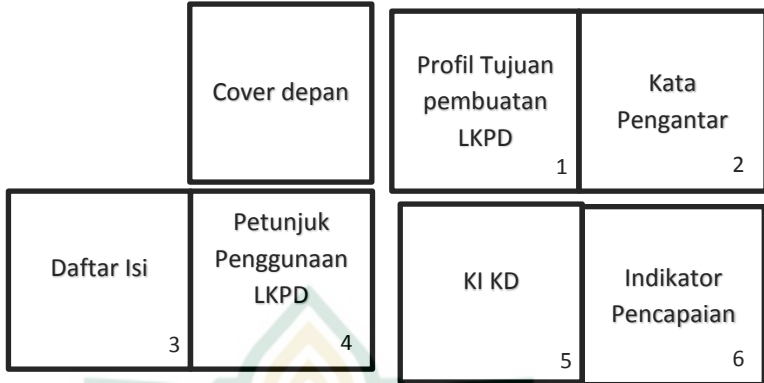 Cover depan
Profil Tujuan
pembuatan
LKPD
1
Kata
Pengantar
2
Daftar Isi
3
Petunjuk
Penggunaan
LKPD
4
KI KD
5
Indikator
Pencapaian
6